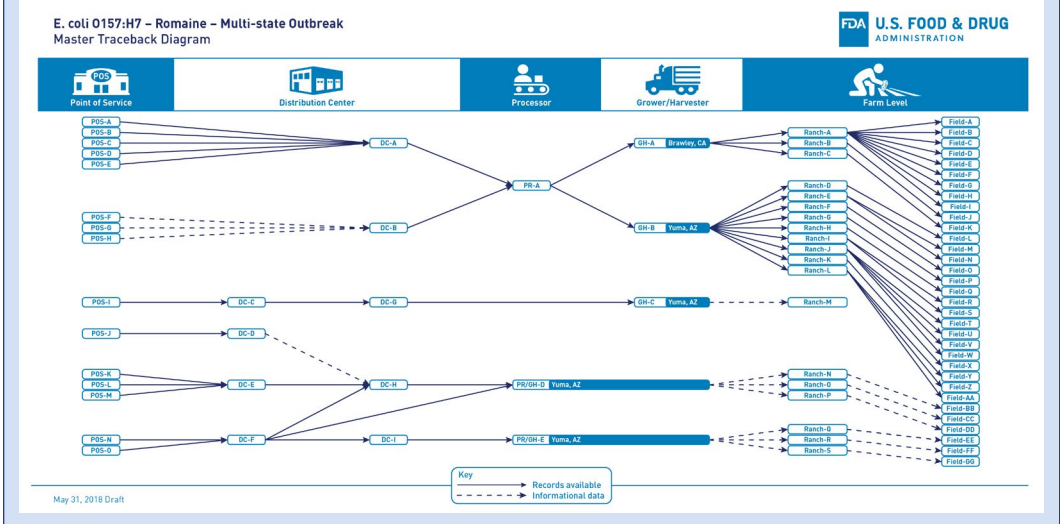 E. coli O157:H7 – Romaine – Multi-state Outbreak
Master Traceback Diagram
FDA U.S. FOOD & DRUG
ADMINISTRATION
POS
Point of Service
Distribution Center
Processor
Grower/Harvester
Farm Level
POS-A
POS-B
POS-C
POS-D
POS-E
POS-F
POS-G
POS-H
POS-I
POS-J
POS-K
POS-L
POS-M
POS-N
POS-O
DC-A
DC-B
DC-C
DC-G
DC-D
DC-E
DC-H
DC-F
DC-I
PR-A
GH-A Brawley, CA
GH-B Yuma, AZ
GH-C Yuma, AZ
PR/GH-D Yuma, AZ
PR/GH-E Yuma, AZ
Ranch-A
Ranch-B
Ranch-C
Ranch-D
Ranch-E
Ranch-F
Ranch-G
Ranch-H
Ranch-I
Ranch-J
Ranch-K
Ranch-L
Ranch-M
Ranch-N
Ranch-O
Ranch-P
Ranch-Q
Ranch-R
Ranch-S
Field-A
Field-B
Field-C
Field-D
Field-E
Field-F
Field-G
Field-H
Field-I
Field-J
Field-K
Field-L
Field-M
Field-N
Field-O
Field-P
Field-Q
Field-R
Field-S
Field-T
Field-U
Field-V
Field-W
Field-X
Field-Y
Field-Z
Field-AA
Field-BB
Field-CC
Field-DD
Field-EE
Field-FF
Field-GG
Key
Records available
Informational data
May 31, 2018 Draft